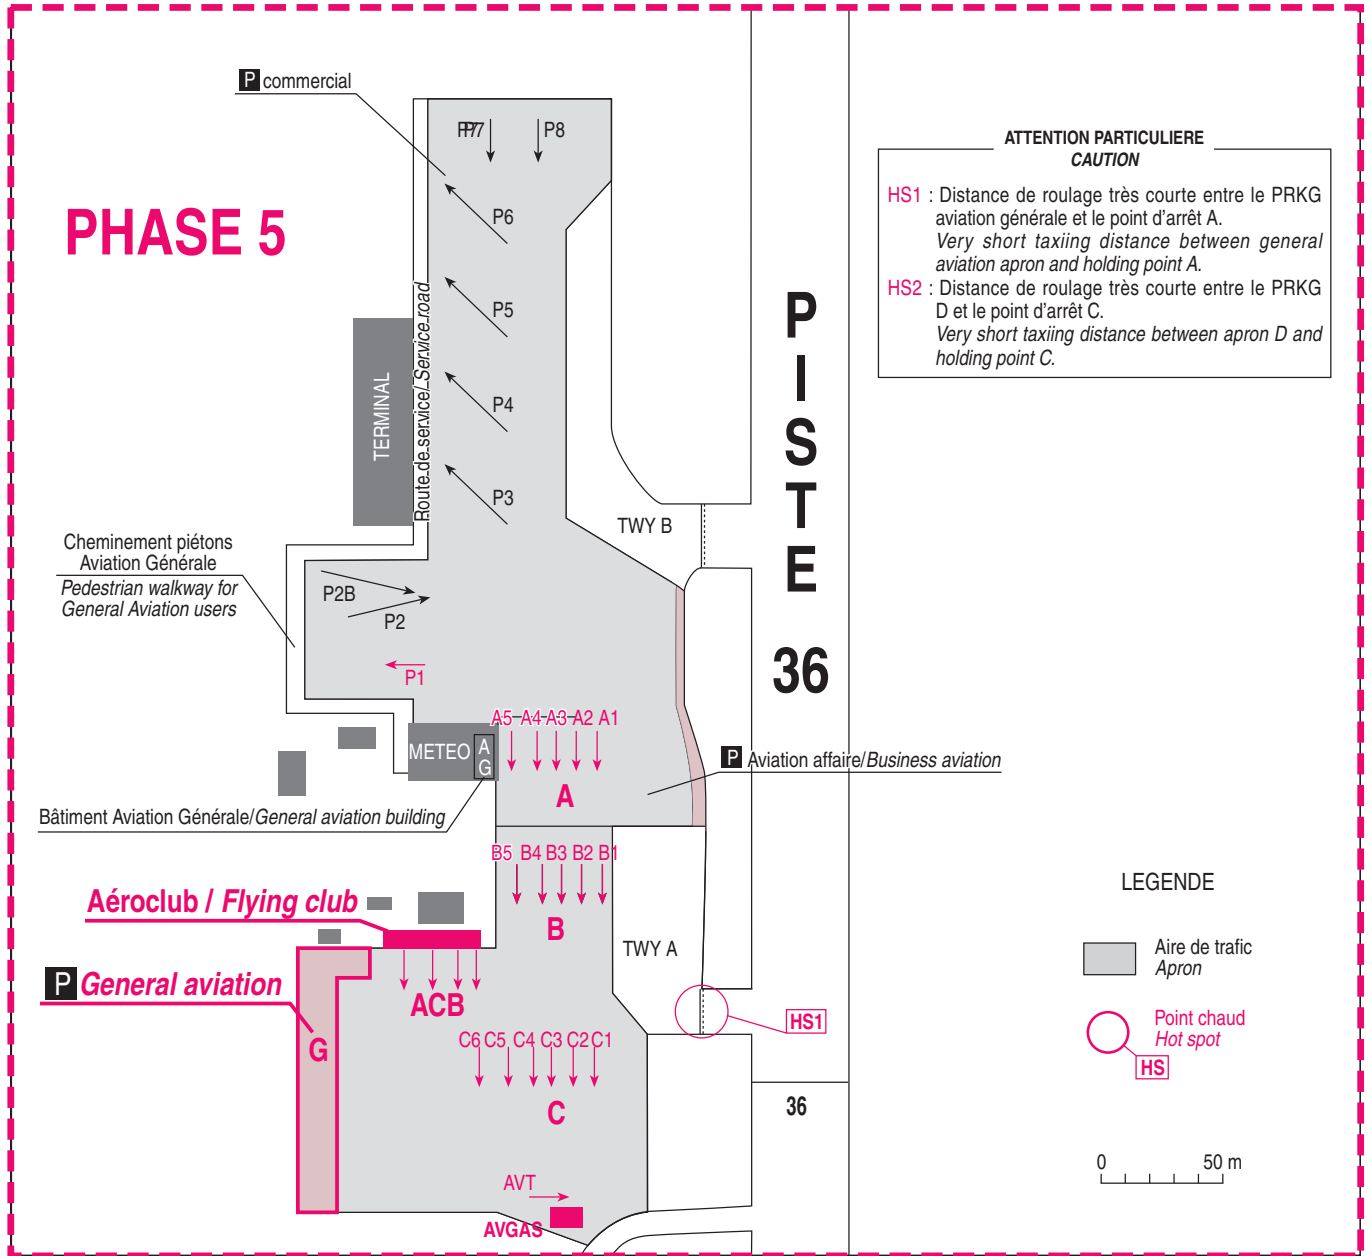 P commercial
P7
P8
ATTENTION PARTICULIERE
CAUTION
HS1 : Distance de roulage très courte entre le PRKG
aviation générale et le point d'arrêt A.
Very short taxiing distance between general
aviation apron and holding point A.
HS2 : Distance de roulage très courte entre le PRKG
D et le point d'arrêt C.
Very short taxiing distance between apron D and
holding point C.
PHASE 5
P6
P5
P4
P3
TERMINAL
Route de service/ Service road
PISTE
36
TWY B
Cheminement piétons
Aviation Générale
Pedestrian walkway for
General Aviation users
P2B
P2
P1
A5 A4 A3 A2 A1
METEO
AG
P Aviation affaire/Business aviation
A
Bâtiment Aviation Générale/General aviation building
B5 B4 B3 B2 B1
B
TWY A
LEGENDE
Aéroclub / Flying club
P General aviation
ACB
Aire de trafic
Apron
HS1
Point chaud
Hot spot
HS
G
C6 C5 C4 C3 C2 C1
C
36
0 50 m
AVT
AVGAS